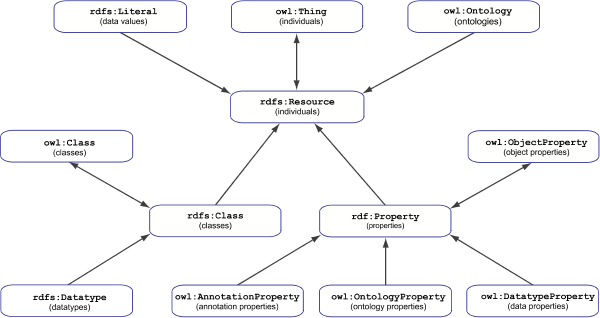 rdfs:Literal
(data values)
owl:Thing
(individuals)
owl:Ontology
(ontologies)
rdfs:Resource
(individuals)
owl:Class
(classes)
owl:ObjectProperty
(object properties)
rdfs:Class
(classes)
rdf:Property
(properties)
rdfs:Datatype
(datatypes)
owl:AnnotationProperty
(annotation properties)
owl:OntologyProperty
(ontology properties)
owl:DatatypeProperty
(data properties)